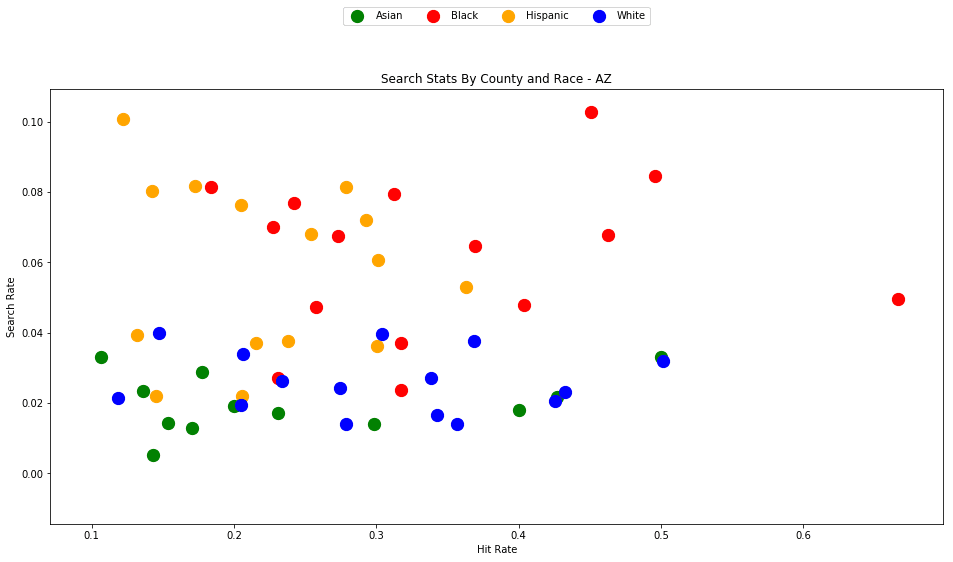 Asian Black Hispanic White
Search Stats By County and Race - AZ
0.10
0.08
0.06
0.04
0.02
0.00
Search Rate
0.1 0.2 0.3 0.4 0.5 0.6
Hit Rate